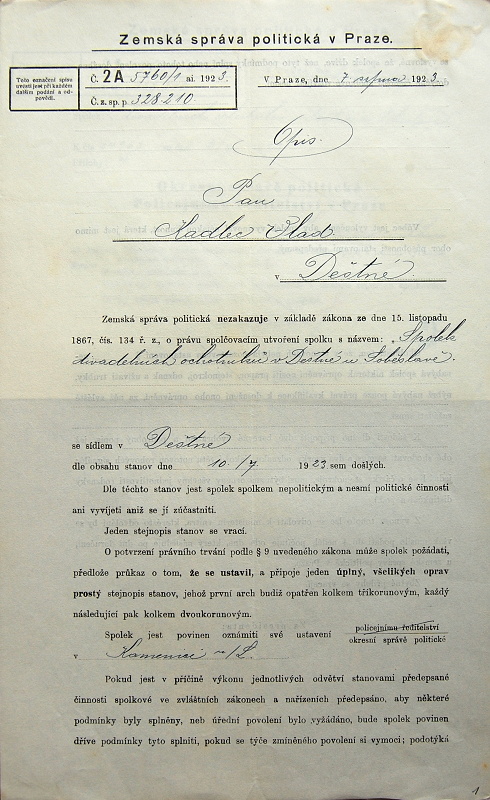 Zemská správa politická v Praze.
Toto označení spisu
uvésti jest při každém
dalším podání a od-
povědi.
Č. 2A 5760/1 ai. 1923.
Č. z. sp. p. 328210.
V Praze, dne 7. srpna 1923.
Opis.
Pan
Kadlec Vlad.
v Deštné.
Zemská správa politická nezakazuje v základě zákona ze dne 15. listopadu
1867, čís. 134 ř. z., o právu spolčovacím utvoření spolku s názvem: „Spolek
divadelních ochotníků v Deštné u Soběslavě.
se sídlem v Deštné
dle obsahu stanov dne 10/7 1923 sem došlých.
Dle těchto stanov jest spolek spolkem nepolitickým a nesmí politické činnosti
ani vyvíjeti aniž se jí zúčastniti.
Jeden stejnopis stanov se vrací.
O potvrzení právního trvání podle § 9 uvedeného zákona může spolek požádati,
předlože průkaz o tom, že se ustavil, a připoje jeden úplný, všelikých oprav
prostý stejnopis stanov, jehož první arch budiž opatřen kolkem tříkorunovým, každý
následující pak kolkem dvoukorunovým.
Spolek jest povinen oznámiti své ustavení policejnímu ředitelství
okresní správě politické
v Kamenici n/L.
Pokud jest v příčině výkonu jednotlivých odvětví stanovami předepsané
činnosti spolkové ve zvláštních zákonech a nařízeních předepsáno, aby některé
podmínky byly splněny, neb úřední povolení bylo vyžádáno, bude spolek povinen
dříve podmínky tyto splniti, pokud se týče zmíněného povolení si vymoci; podotýká
1